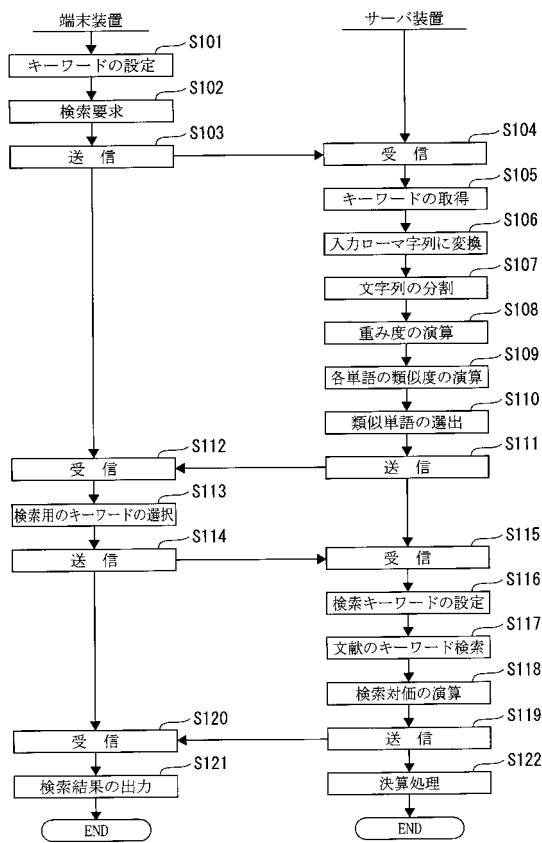 端末装置
サーバ装置
S101
キーワードの設定
S102
検索要求
S103
送 信
S104
受 信
S105
キーワードの取得
S106
入力ローマ字列に変換
S107
文字列の分割
S108
重み度の演算
S109
各単語の類似度の演算
S110
類似単語の選出
S111
送 信
S112
受 信
S113
検索用のキーワードの選択
S114
送 信
S115
受 信
S116
検索キーワードの設定
S117
文献のキーワード検索
S118
検索対価の演算
S119
送 信
S120
受 信
S121
検索結果の出力
S122
決算処理
END
END